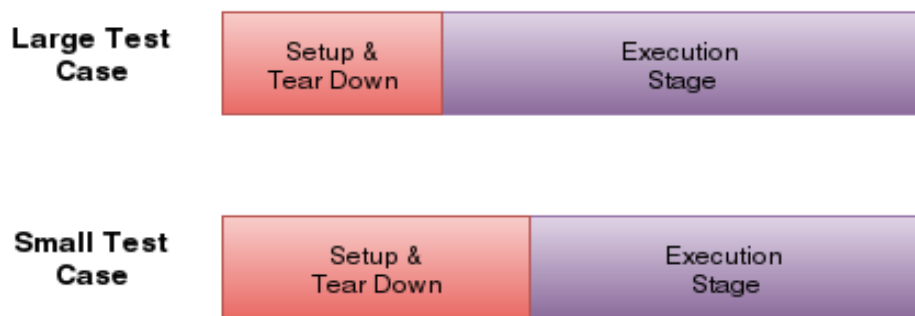 Large Test
Case
Setup &
Tear Down
Execution
Stage
Small Test
Case
Setup &
Tear Down
Execution
Stage